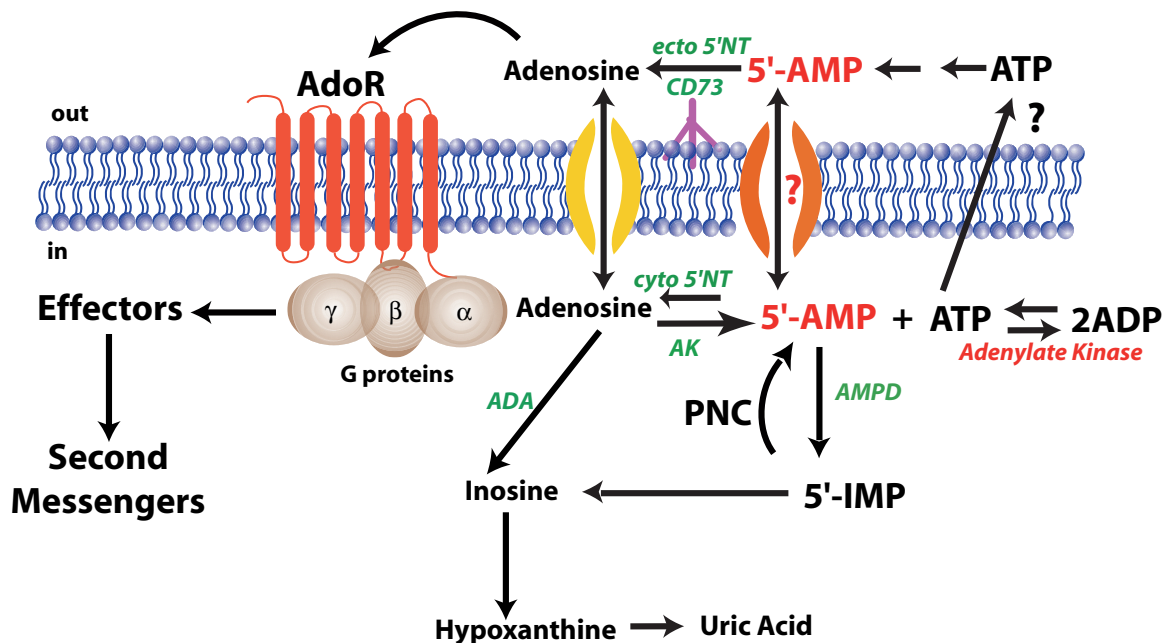 ecto 5'NT
Adenosine
5'-AMP
ATP
AdoR
CD73
out
?
?
in
cyto 5'NT
Effectors
γ
β
α
Adenosine
5'-AMP + ATP
2ADP
AK
Adenylate Kinase
G proteins
ADA
PNC
AMPD
Second
Messengers
Inosine
5'-IMP
Hypoxanthine
Uric Acid